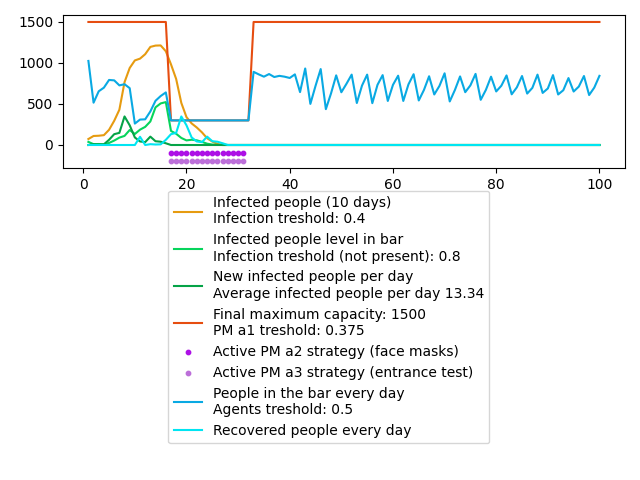 1500
1000
500
0
0 20 40 60 80 100
Infected people (10 days)
Infection treshold: 0.4
Infected people level in bar
Infection treshold (not present): 0.8
New infected people per day
Average infected people per day 13.34
Final maximum capacity: 1500
PM a1 treshold: 0.375
Active PM a2 strategy (face masks)
Active PM a3 strategy (entrance test)
People in the bar every day
Agents treshold: 0.5
Recovered people every day